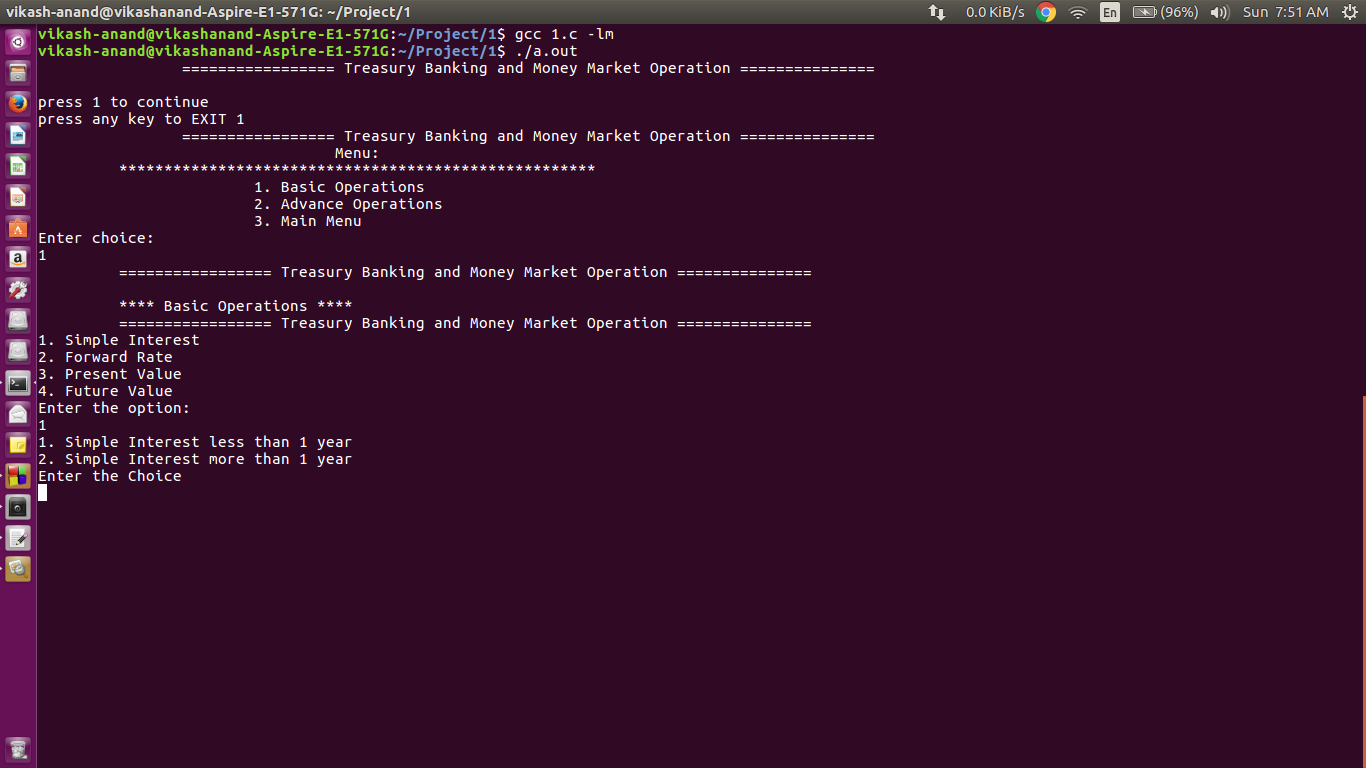 vikash-anand@vikashanand-Aspire-E1-571G: ~/Project/1 0.0 KiB/s En (96%) Sun 7:51 AM
vikash-anand@vikashanand-Aspire-E1-571G:~/Project/1$ gcc 1.c -lm
vikash-anand@vikashanand-Aspire-E1-571G:~/Project/1$ ./a.out
================= Treasury Banking and Money Market Operation ===============
press 1 to continue
press any key to EXIT 1
================= Treasury Banking and Money Market Operation ===============
Menu:
*****************************************************
1. Basic Operations
2. Advance Operations
3. Main Menu
Enter choice:
1
================= Treasury Banking and Money Market Operation ===============
**** Basic Operations ****
================= Treasury Banking and Money Market Operation ===============
1. Simple Interest
2. Forward Rate
3. Present Value
4. Future Value
Enter the option:
1
1. Simple Interest less than 1 year
2. Simple Interest more than 1 year
Enter the Choice